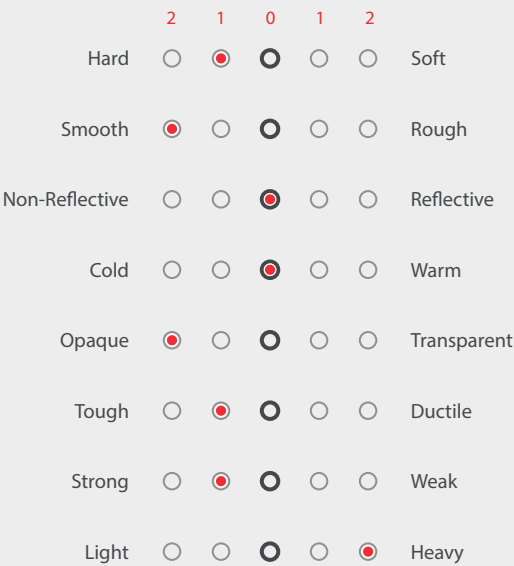 2 1 0 1 2
Hard Soft
Smooth Rough
Non-Reflective Reflective
Cold Warm
Opaque Transparent
Tough Ductile
Strong Weak
Light Heavy